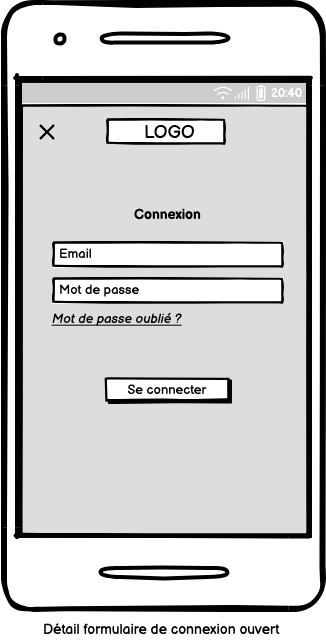 20:40
LOGO
Connexion
Email
Mot de passe
Mot de passe oublié ?
Se connecter
Détail formulaire de connexion ouvert